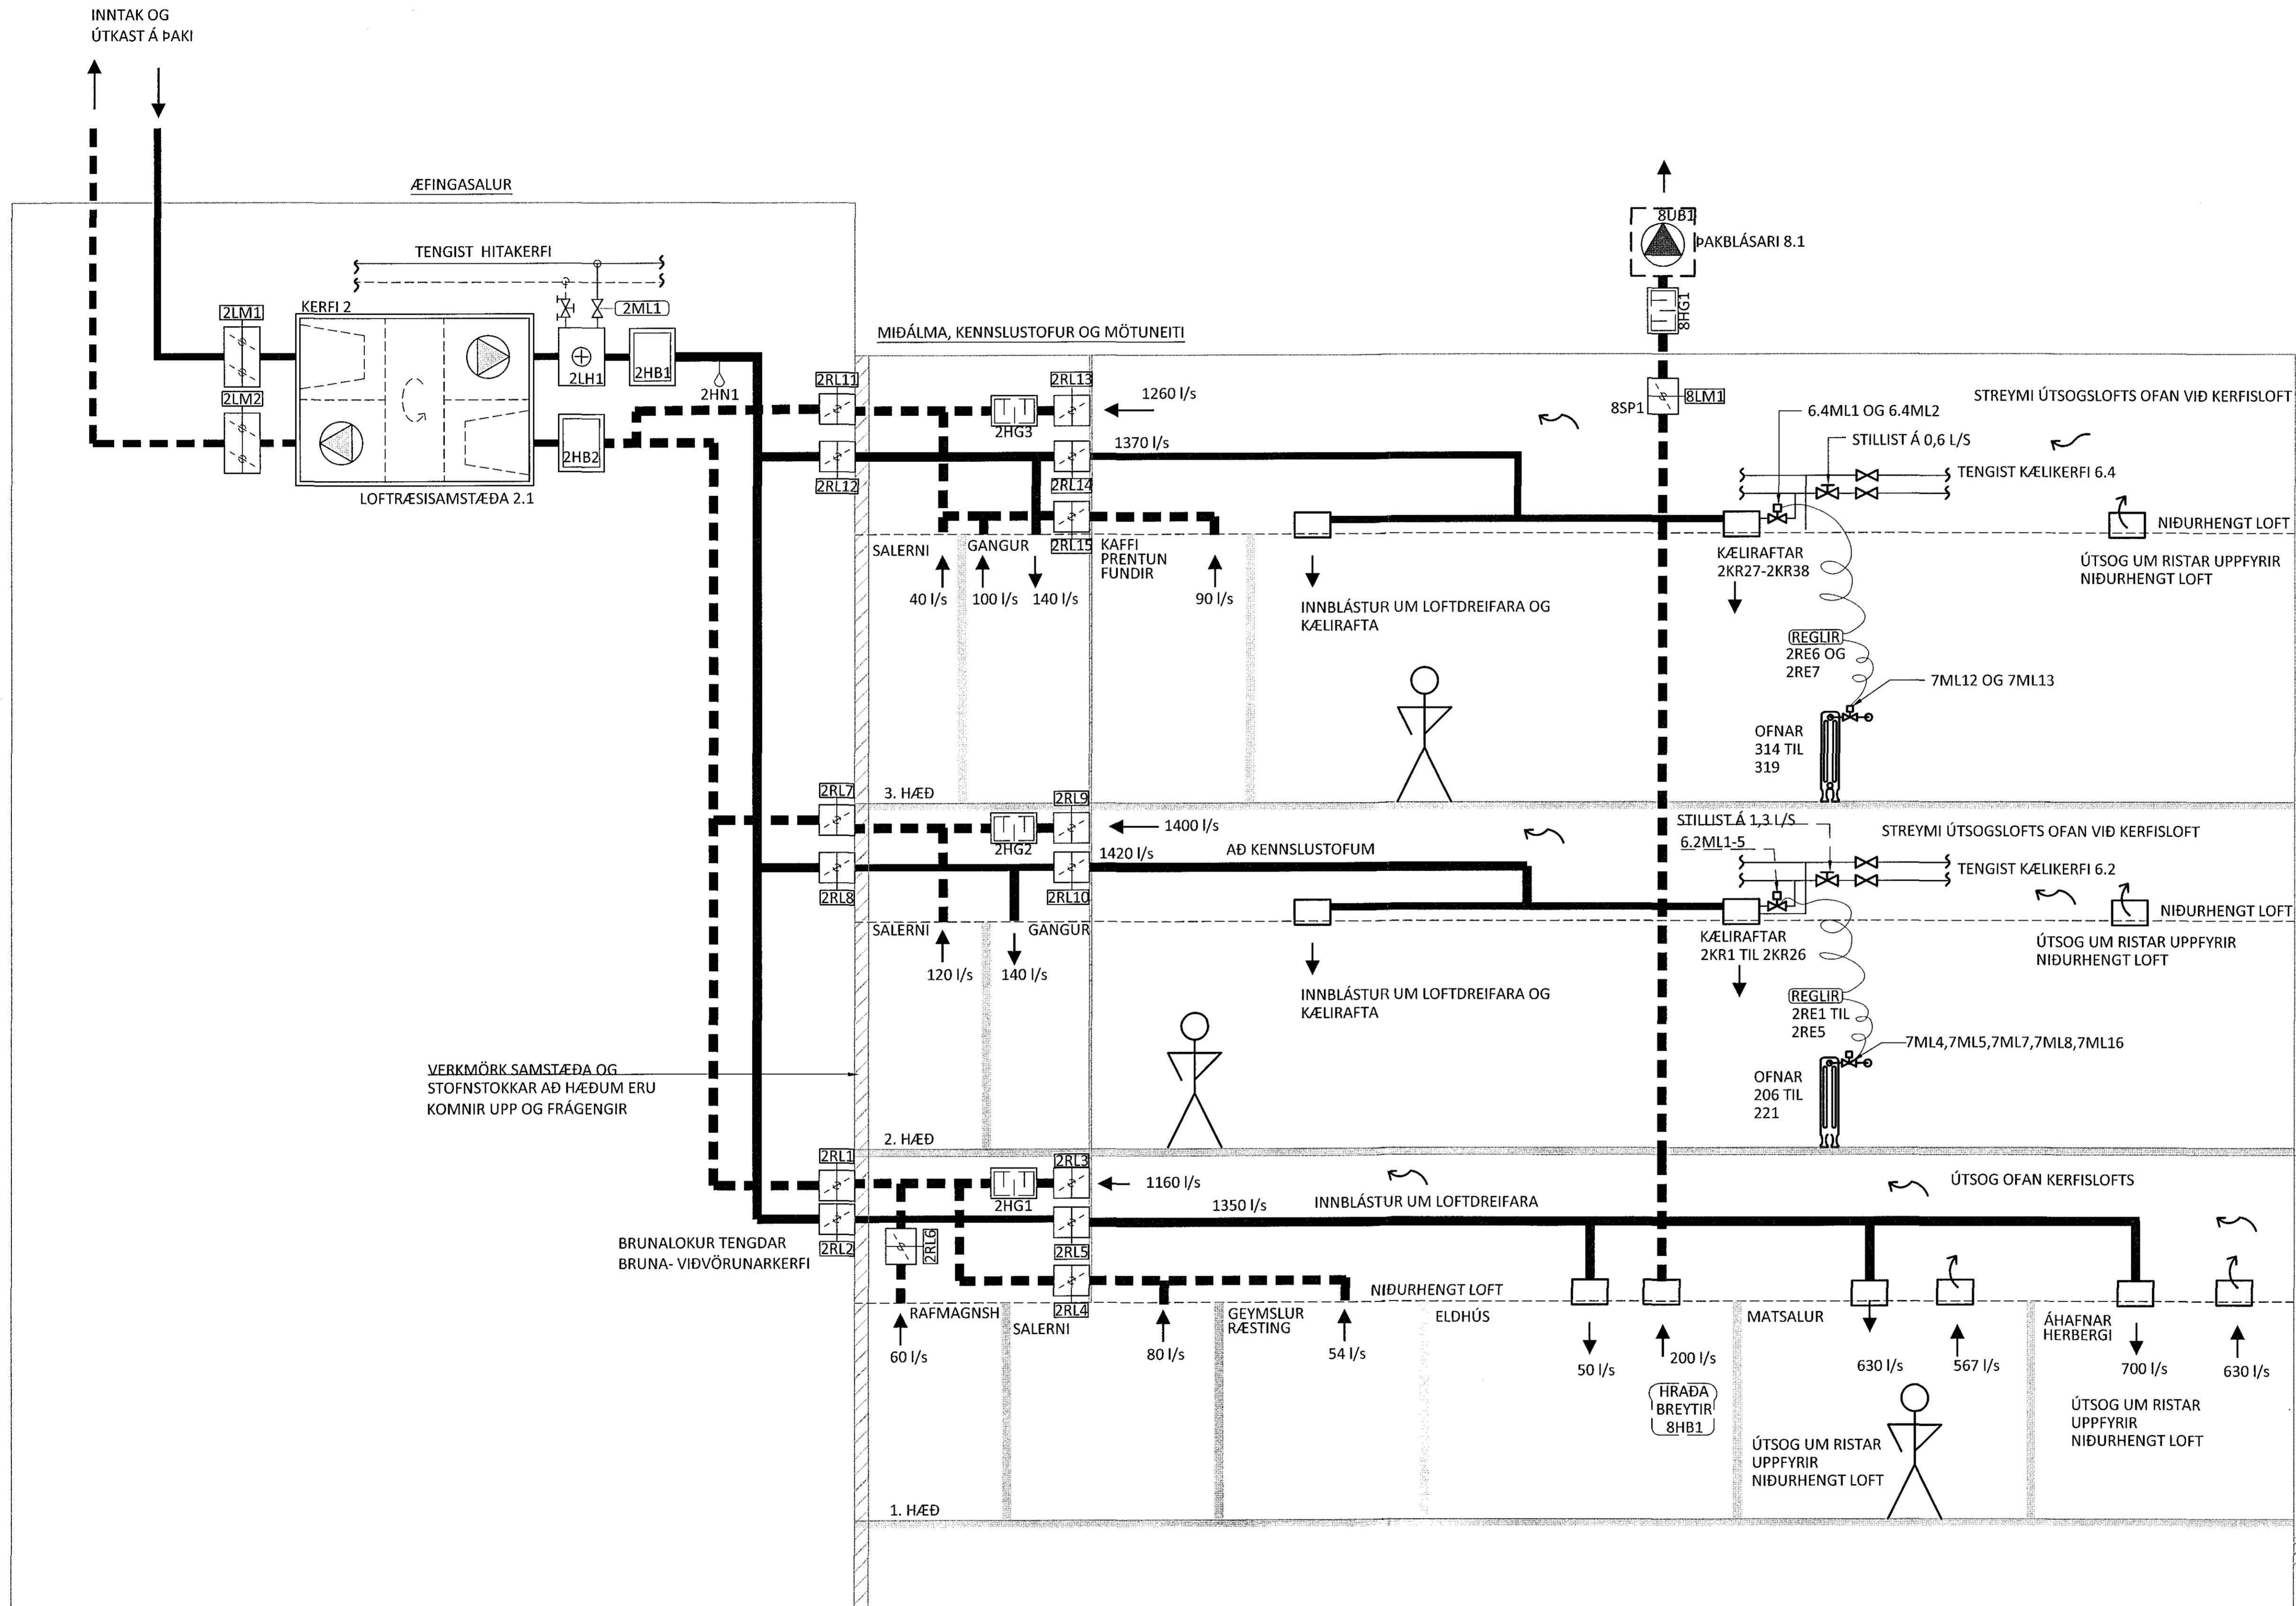 INNTAK OG
ÚTKAST Á ÞAKI
ÆFINGASALUR
TENGIST HITAKERFI
KERFI 2
2LM1
2LM2
2ML1
2LH1
2HB1
2HB2
2HN1
LOFTRÆSISAMSTÆÐA 2.1
MIÐÁLMA, KENNSLUSTOFUR OG MÖTUNEITI
8UB1
ÞAKBLÁSARI 8.1
8HG1
8SP1
8LM1
2RL11
2RL12
2RL13
2HG3
1260 l/s
1370 l/s
2RL14
2RL15
STREYMI ÚTSOGSLOFTS OFAN VIÐ KERFISLOFT
6.4ML1 OG 6.4ML2
STILLIST Á 0,6 L/S
TENGIST KÆLIKERFI 6.4
NIÐURHENGT LOFT
SALERNI
GANGUR
KAFFI
PRENTUN
FUNDIR
40 l/s
100 l/s
140 l/s
90 l/s
INNBLÁSTUR UM LOFTDREIFARA OG
KÆLIRAFTA
KÆLIRAFTAR
2KR27-2KR38
ÚTSOG UM RISTAR UPPFYRIR
NIÐURHENGT LOFT
REGLIR
2RE6 OG
2RE7
7ML12 OG 7ML13
OFNAR
314 TIL
319
3. HÆÐ
2RL7
2RL8
2RL9
2HG2
1400 l/s
1420 l/s
2RL10
AÐ KENNSLUSTOFUM
STILLIST Á 1,3 L/S
6.2ML1-5
STREYMI ÚTSOGSLOFTS OFAN VIÐ KERFISLOFT
TENGIST KÆLIKERFI 6.2
NIÐURHENGT LOFT
SALERNI
GANGUR
120 l/s
140 l/s
INNBLÁSTUR UM LOFTDREIFARA OG
KÆLIRAFTA
KÆLIRAFTAR
2KR1 TIL 2KR26
ÚTSOG UM RISTAR UPPFYRIR
NIÐURHENGT LOFT
REGLIR
2RE1 TIL
2RE5
7ML4,7ML5,7ML7,7ML8,7ML16
OFNAR
206 TIL
221
VERKMÖRK SAMSTÆÐA OG
STOFNSTOKKAR AÐ HÆÐUM ERU
KOMNIR UPP OG FRÁGENGIR
2. HÆÐ
2RL1
2RL2
2RL3
2HG1
1160 l/s
1350 l/s
INNBLÁSTUR UM LOFTDREIFARA
ÚTSOG OFAN KERFISLOFTS
2RL6
2RL5
2RL4
BRUNALOKUR TENGDAR
BRUNA- VIÐVÖRUNARKERFI
NIÐURHENGT LOFT
RAFMAGNSH
SALERNI
GEYMSLUR
RÆSTING
ELDHÚS
MATSALUR
ÁHAFNAR
HERBERGI
60 l/s
80 l/s
54 l/s
50 l/s
200 l/s
630 l/s
567 l/s
700 l/s
630 l/s
HRAÐA
BREYTIR
8HB1
ÚTSOG UM RISTAR
UPPFYRIR
NIÐURHENGT LOFT
ÚTSOG UM RISTAR
UPPFYRIR
NIÐURHENGT LOFT
1. HÆÐ